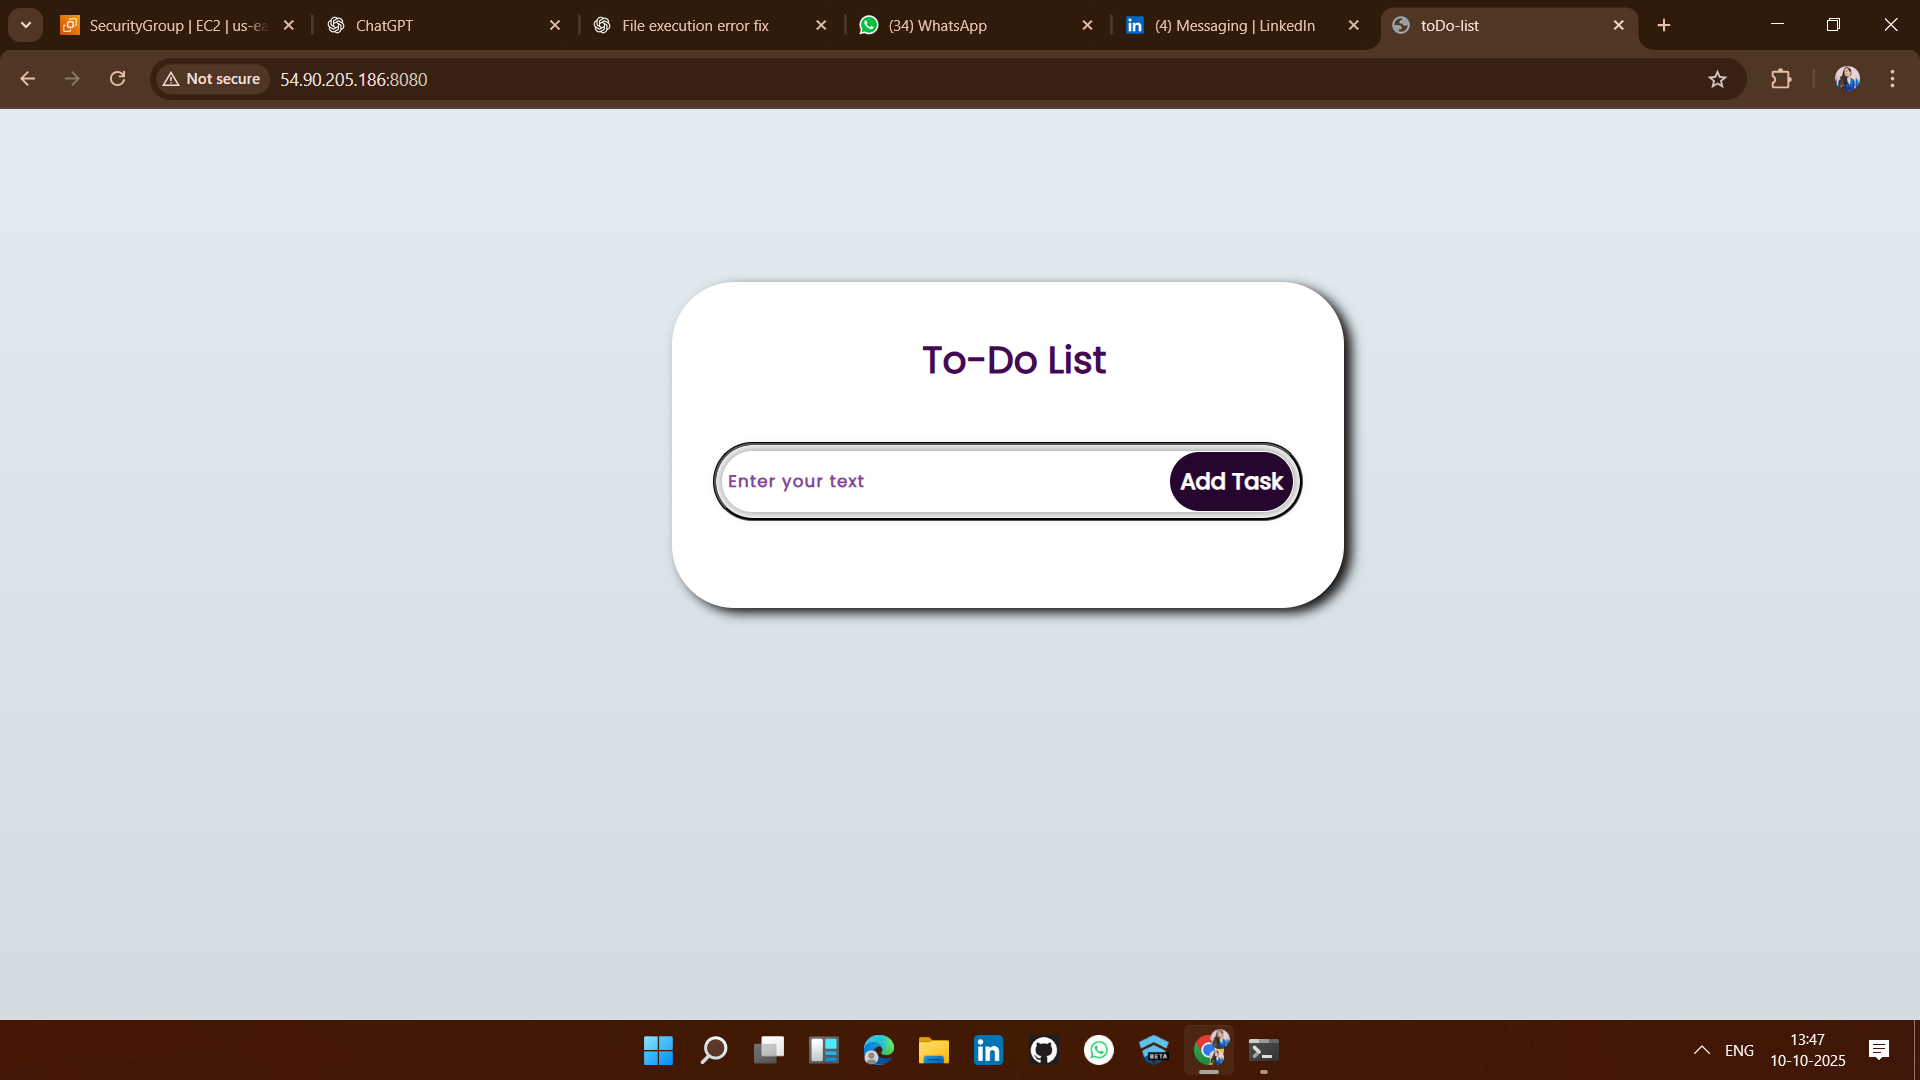 SecurityGroup | EC2 | us-ea
ChatGPT
File execution error fix
(34) WhatsApp
(4) Messaging | LinkedIn
toDo-list
Not secure
54.90.205.186:8080
To-Do List
Enter your text
Add Task
BETA
ENG
13:47
10-10-2025